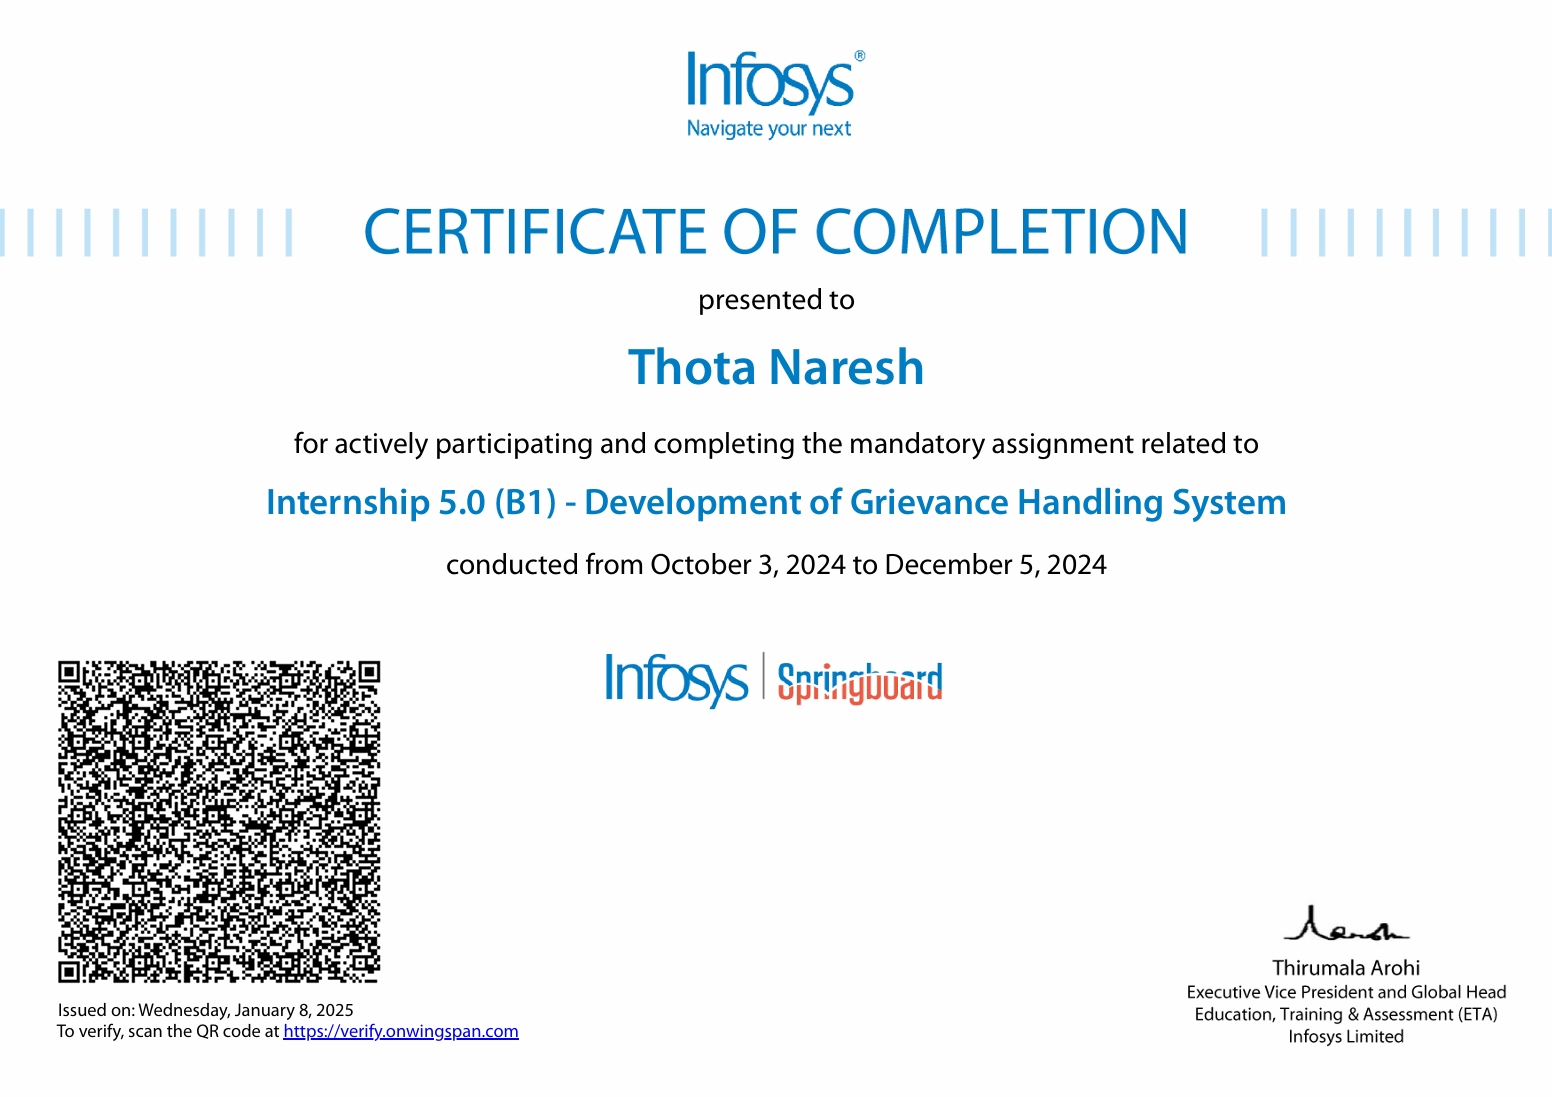 Infosys®
Navigate your next
CERTIFICATE OF COMPLETION
presented to
Thota Naresh
for actively participating and completing the mandatory assignment related to
Internship 5.0 (B1) - Development of Grievance Handling System
conducted from October 3, 2024 to December 5, 2024
Infosys | Springboard
Issued on: Wednesday, January 8, 2025
To verify, scan the QR code at https://verify.onwingspan.com
Thirumala Arohi
Executive Vice President and Global Head
Education, Training & Assessment (ETA)
Infosys Limited